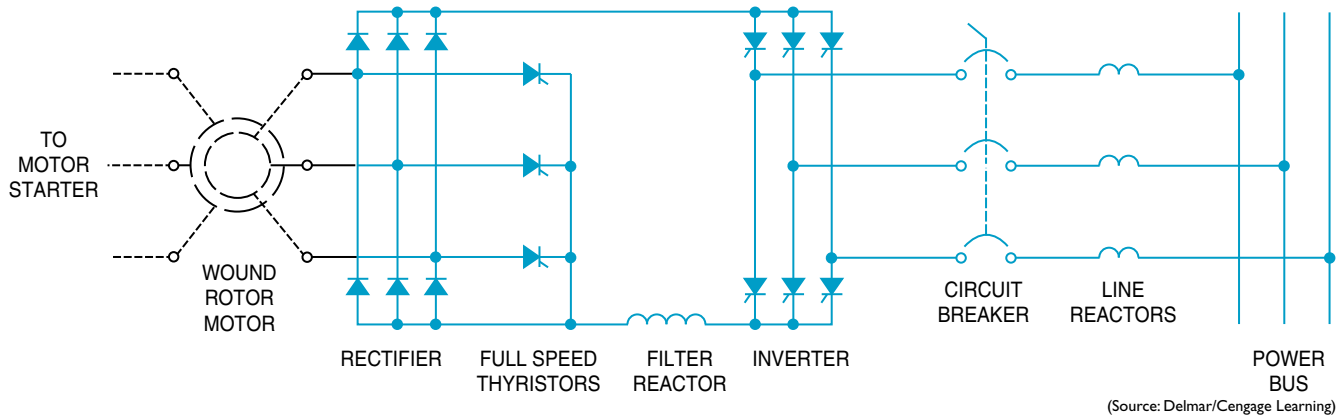 TO
MOTOR
STARTER
WOUND
ROTOR
MOTOR
RECTIFIER
FULL SPEED
THYRISTORS
FILTER
REACTOR
INVERTER
CIRCUIT
BREAKER
LINE
REACTORS
POWER
BUS
(Source: Delmar/Cengage Learning)